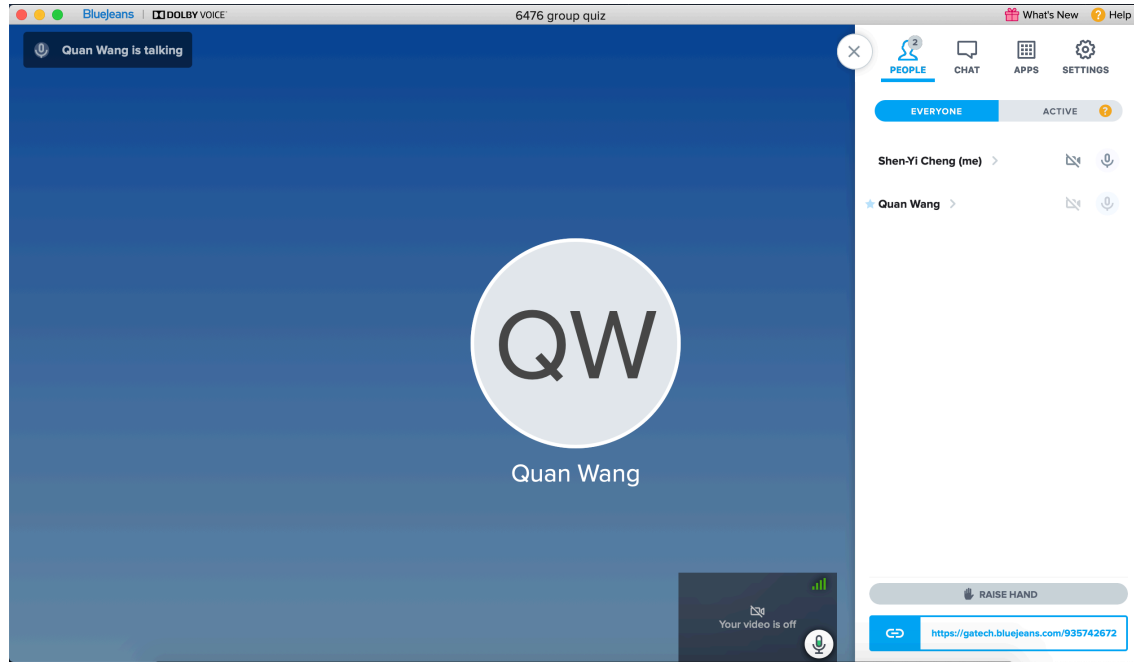 BlueJeans | DOLBY VOICE 6476 group quiz What's New ? Help
Quan Wang is talking
2
PEOPLE CHAT APPS SETTINGS
EVERYONE ACTIVE ?
Shen-Yi Cheng (me)
Quan Wang
QW
Quan Wang
Your video is off
RAISE HAND
https://gatech.bluejeans.com/935742672